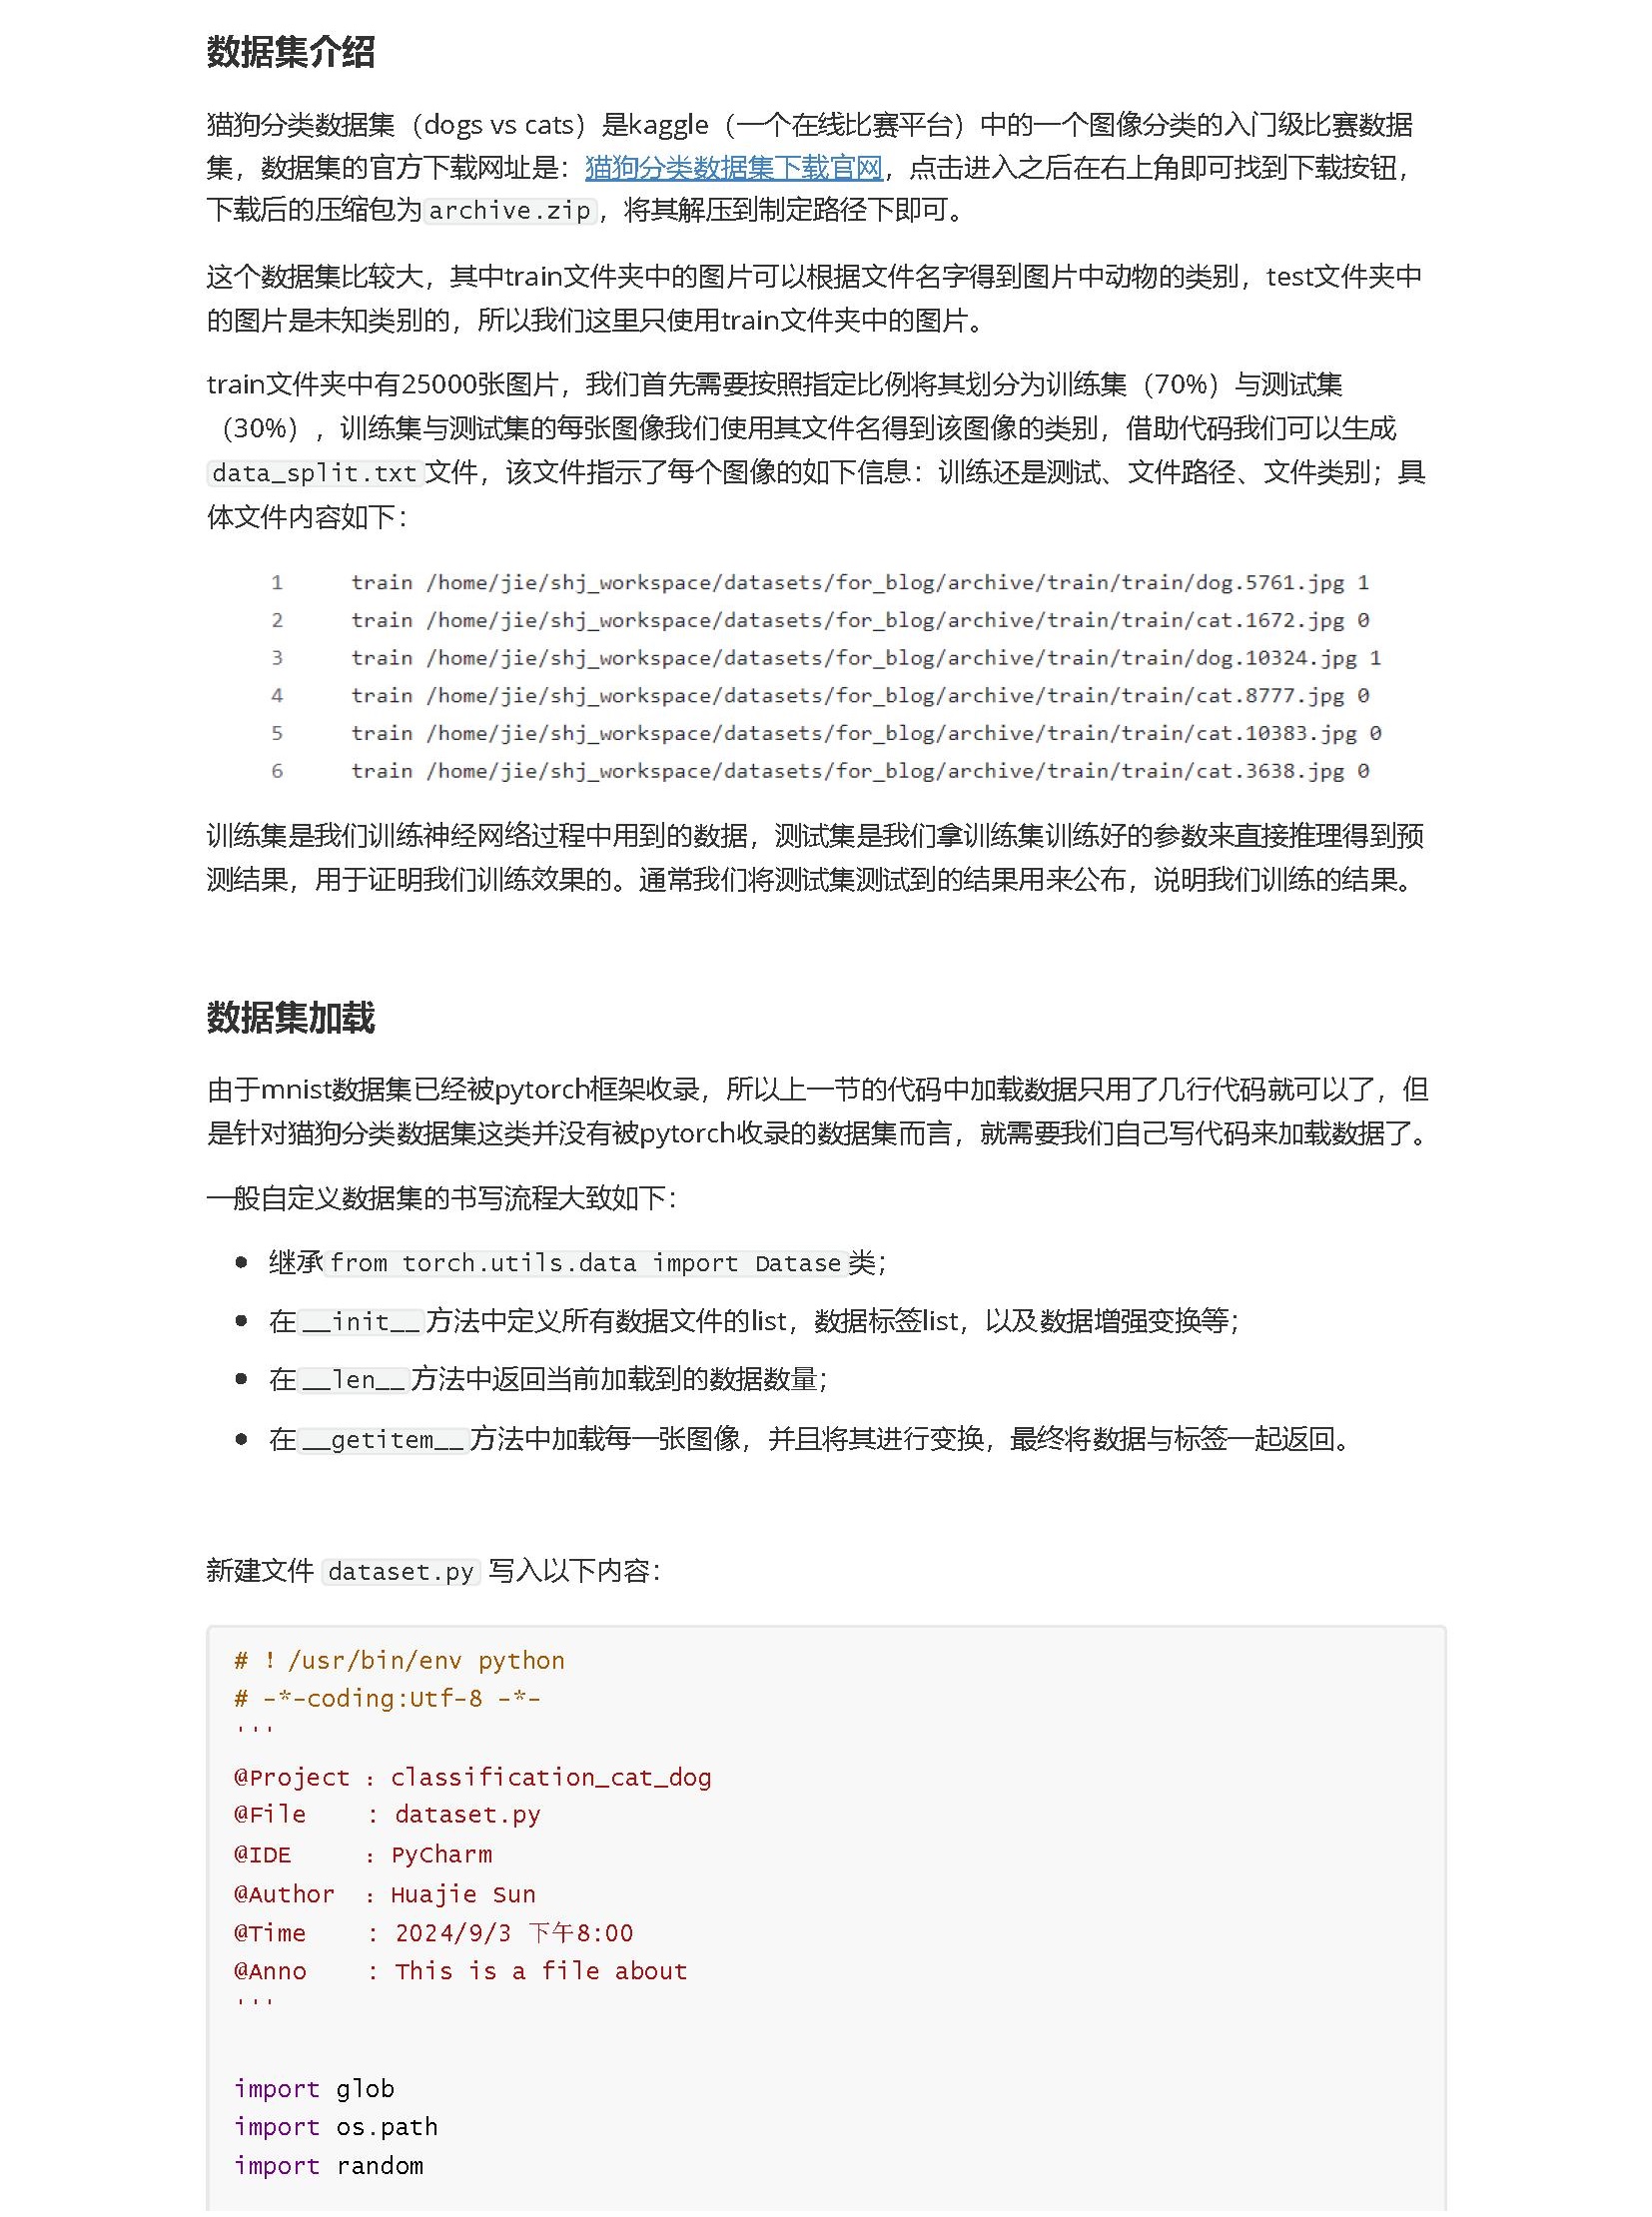 数据集介绍
猫狗分类数据集（dogs vs cats）是kaggle（一个在线比赛平台）中的一个图像分类的入门级比赛数据
集，数据集的官方下载网址是：猫狗分类数据集下载官网，点击进入之后在右上角即可找到下载按钮，
下载后的压缩包为archive.zip，将其解压到制定路径下即可。
这个数据集比较大，其中train文件夹中的图片可以根据文件名字得到图片中动物的类别，test文件夹中
的图片是未知类别的，所以我们这里只使用train文件夹中的图片。
train文件夹中有25000张图片，我们首先需要按照指定比例将其划分为训练集（70%）与测试集
（30%），训练集与测试集的每张图像我们使用其文件名得到该图像的类别，借助代码我们可以生成
data_split.txt文件，该文件指示了每个图像的如下信息：训练还是测试、文件路径、文件类别；具
体文件内容如下：
1 train /home/jie/shj_workspace/datasets/for_blog/archive/train/train/dog.5761.jpg 1
2 train /home/jie/shj_workspace/datasets/for_blog/archive/train/train/cat.1672.jpg 0
3 train /home/jie/shj_workspace/datasets/for_blog/archive/train/train/dog.10324.jpg 1
4 train /home/jie/shj_workspace/datasets/for_blog/archive/train/train/cat.8777.jpg 0
5 train /home/jie/shj_workspace/datasets/for_blog/archive/train/train/cat.10383.jpg 0
6 train /home/jie/shj_workspace/datasets/for_blog/archive/train/train/cat.3638.jpg 0
训练集是我们训练神经网络过程中用到的数据，测试集是我们拿训练集训练好的参数来直接推理得到预
测结果，用于证明我们训练效果的。通常我们将测试集测试到的结果用来公布，说明我们训练的结果。
数据集加载
由于mnist数据集已经被pytorch框架收录，所以上一节的代码中加载数据只用了几行代码就可以了，但
是针对猫狗分类数据集这类并没有被pytorch收录的数据集而言，就需要我们自己写代码来加载数据了。
一般自定义数据集的书写流程大致如下：
• 继承from torch.utils.data import Datase类；
• 在__init__方法中定义所有数据文件的list，数据标签list，以及数据增强变换等；
• 在__len__方法中返回当前加载到的数据数量；
• 在__getitem__方法中加载每一张图像，并且将其进行变换，最终将数据与标签一起返回。
新建文件 dataset.py 写入以下内容：
# ！/usr/bin/env python
# -*-coding:Utf-8 -*-
'''
@Project ：classification_cat_dog
@File    : dataset.py
@IDE     ：PyCharm
@Author  ：Huajie Sun
@Time    : 2024/9/3 下午8:00
@Anno    : This is a file about
'''
import glob
import os.path
import random